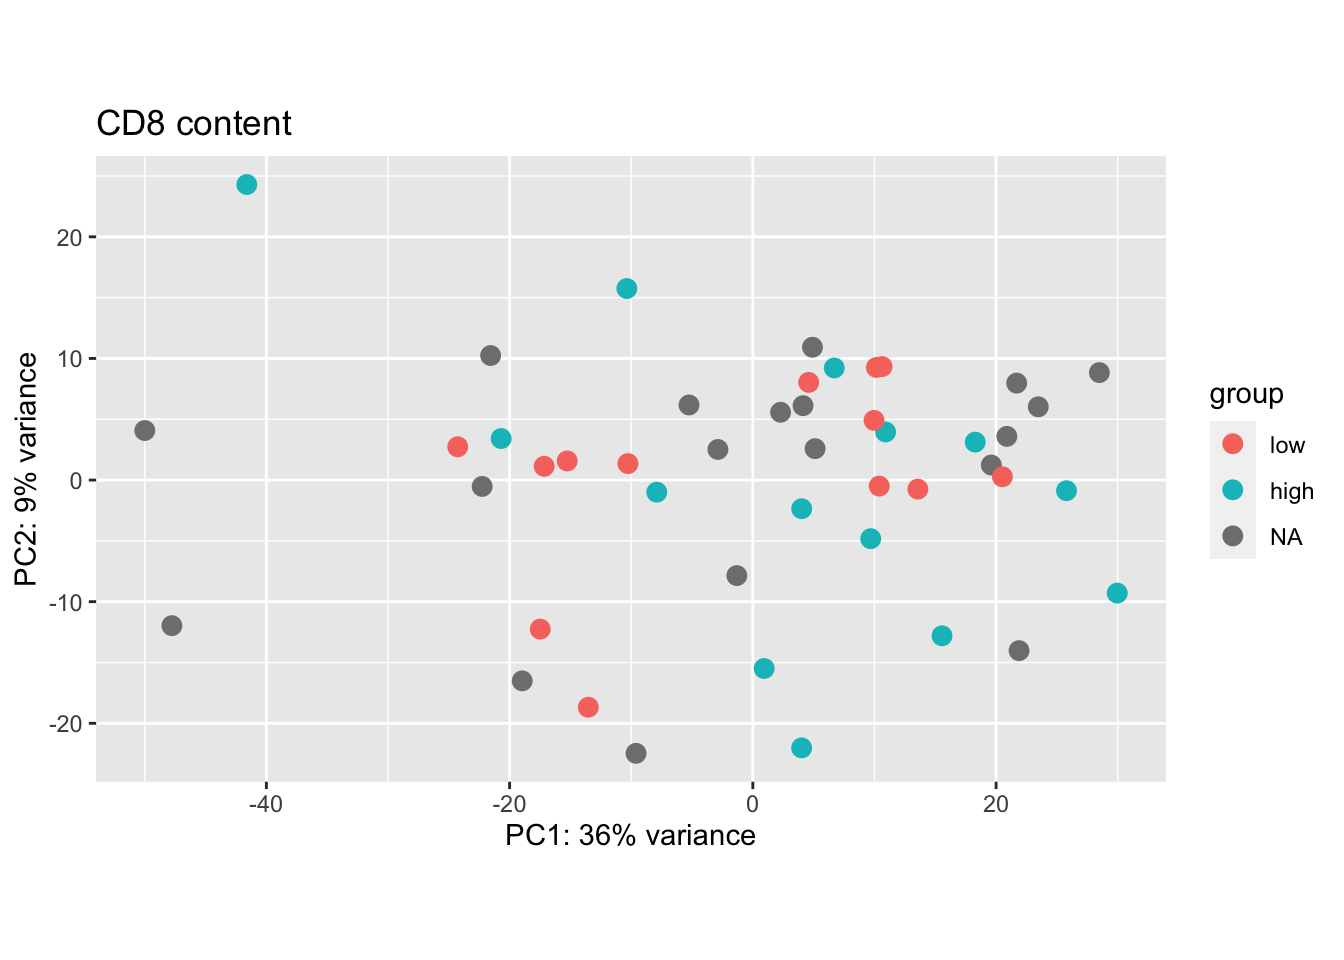 CD8 content
20
10
0
-10
-20
PC2: 9% variance
-40
-20
0
20
PC1: 36% variance
group
low
high
NA